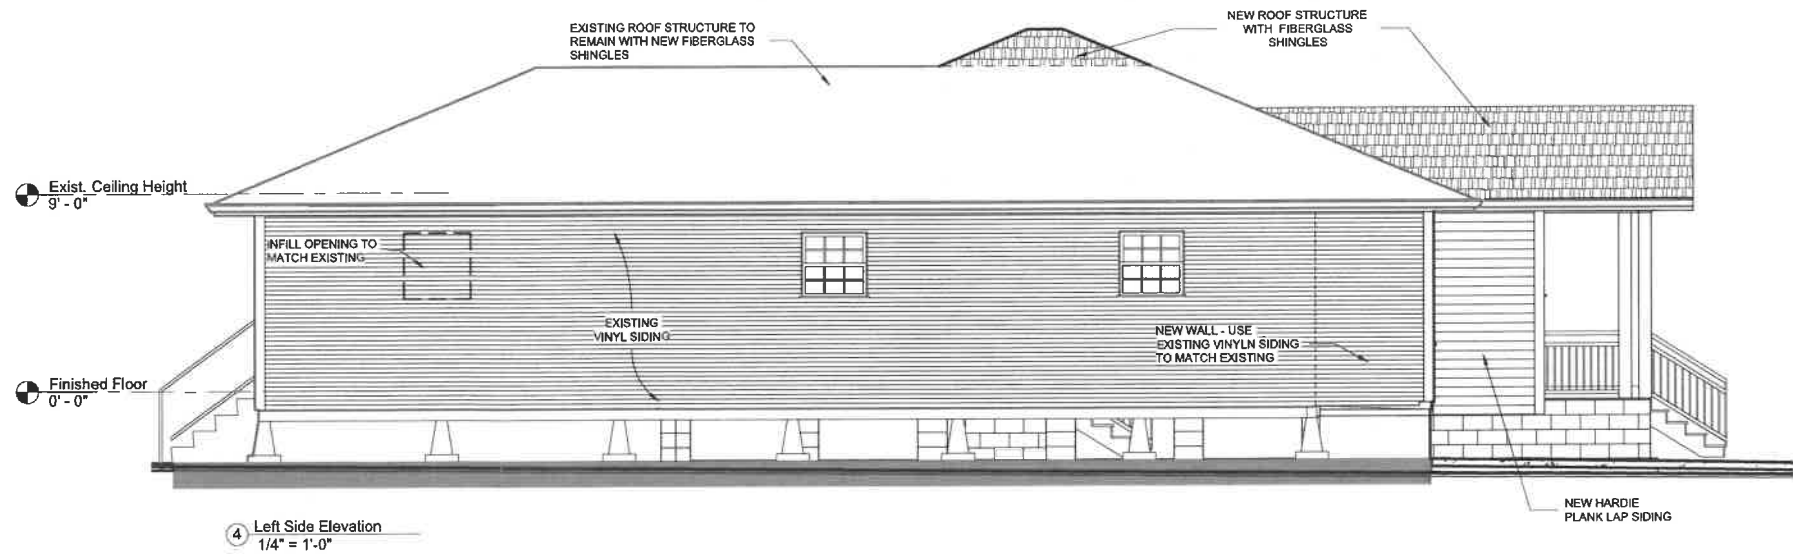 EXISTING ROOF STRUCTURE TO
REMAIN WITH NEW FIBERGLASS
SHINGLES
NEW ROOF STRUCTURE
WITH FIBERGLASS
SHINGLES
Exist. Ceiling Height
9' - 0"
INFILL OPENING TO
MATCH EXISTING
EXISTING
VINYL SIDING
NEW WALL - USE
EXISTING VINYLN SIDING
TO MATCH EXISTING
Finished Floor
0' - 0"
NEW HARDIE
PLANK LAP SIDING
4 Left Side Elevation
1/4" = 1'-0"